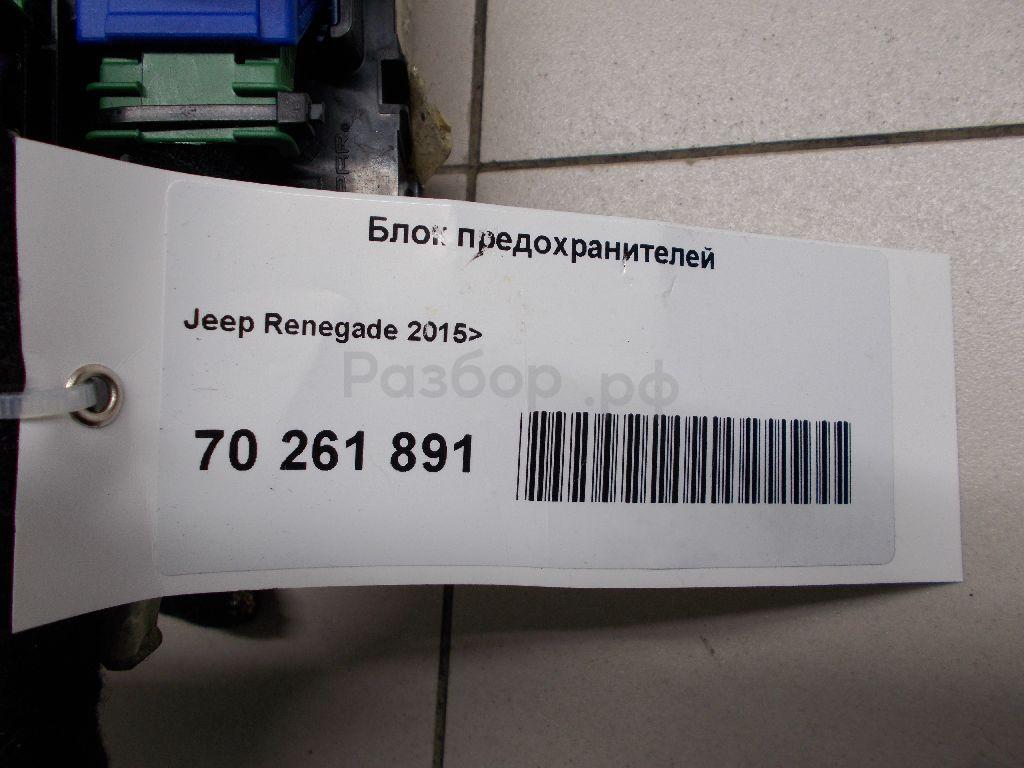 Блок предохранителей
Jeep Renegade 2015>
Разбор.рф
70 261 891